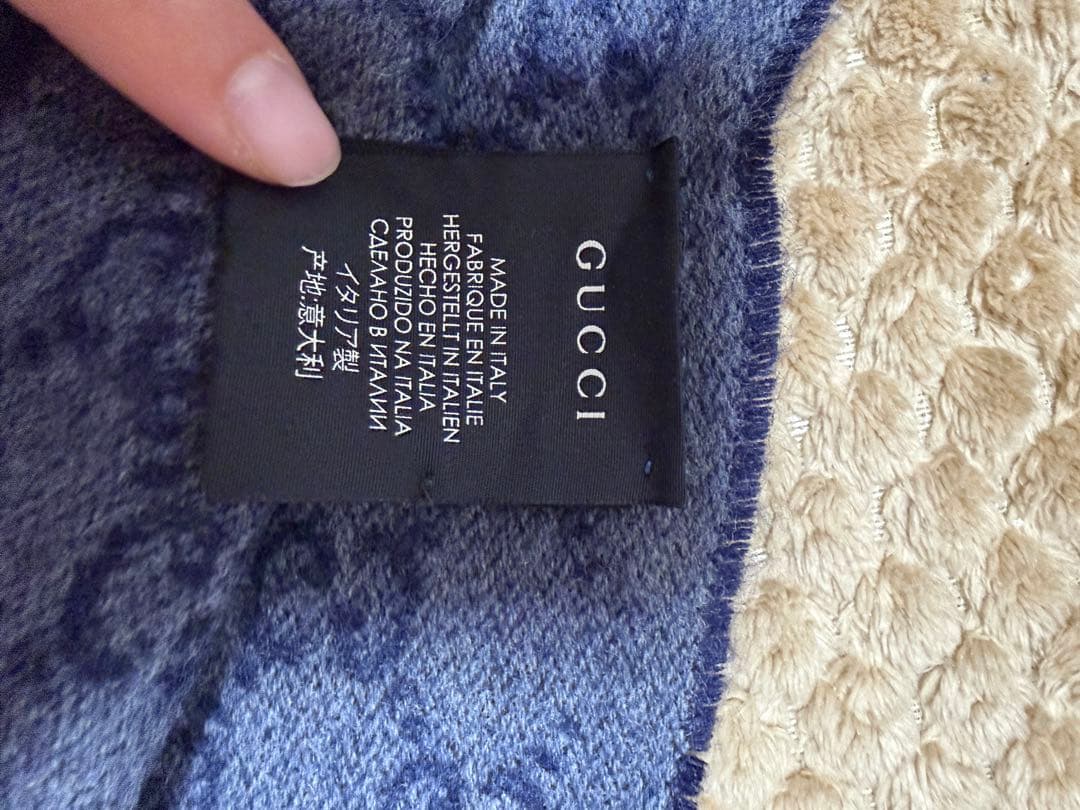 GUCCI
MADE IN ITALY
FABRIQUE EN ITALIE
HERGESTELLT IN ITALIEN
HECHO EN ITALIA
PRODUZIDO NA ITALIA
СДЕЛАНО В ИТАЛИИ
イタリア製
产地:意大利